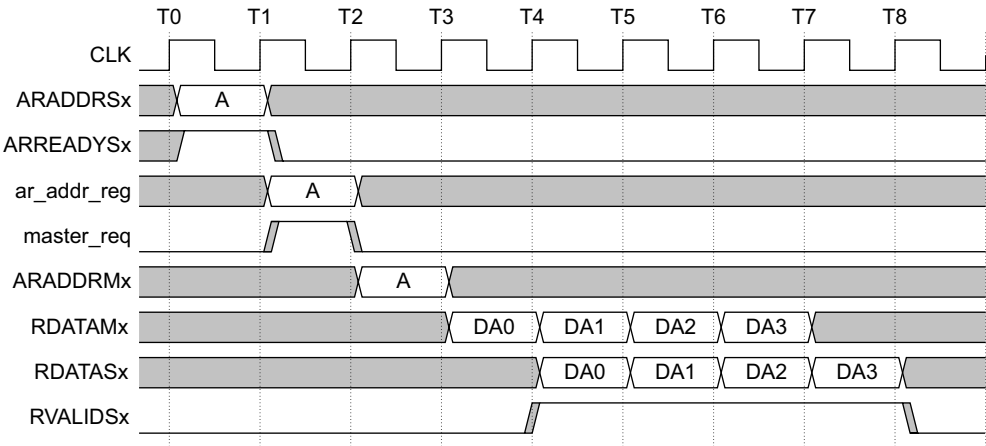 T0 T1 T2 T3 T4 T5 T6 T7 T8
CLK
ARADDRSx A
ARREADYSx
ar_addr_reg A
master_req
ARADDRMx A
RDATAMx DA0 DA1 DA2 DA3
RDATASx DA0 DA1 DA2 DA3
RVALIDSx